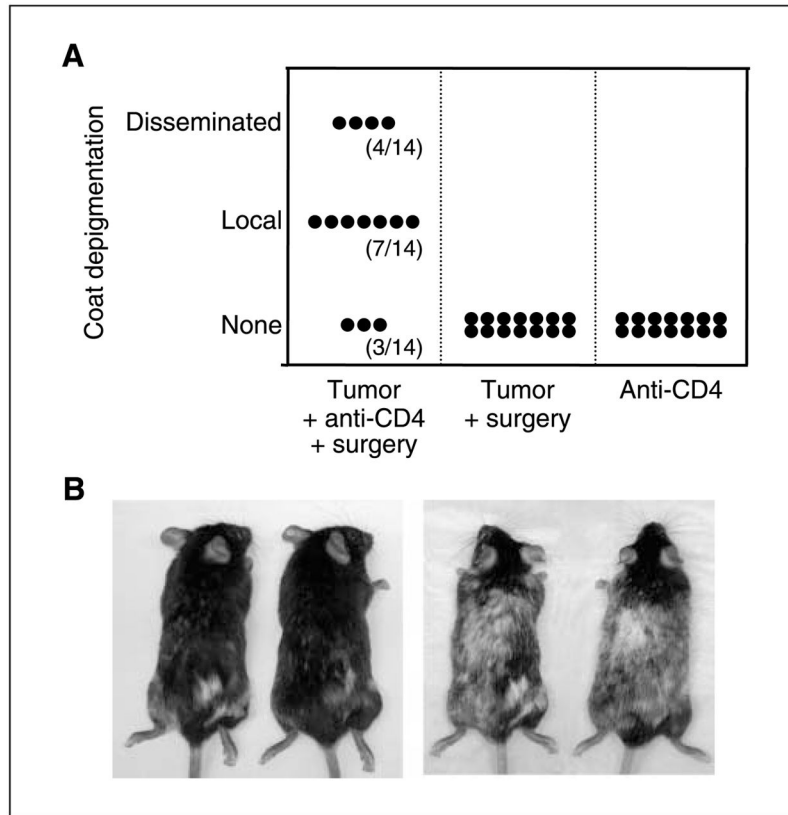 A
Coat depigmentation
Disseminated
(4/14)
Local
(7/14)
None
(3/14)
Tumor
+ anti-CD4
+ surgery
Tumor
+ surgery
Anti-CD4
B